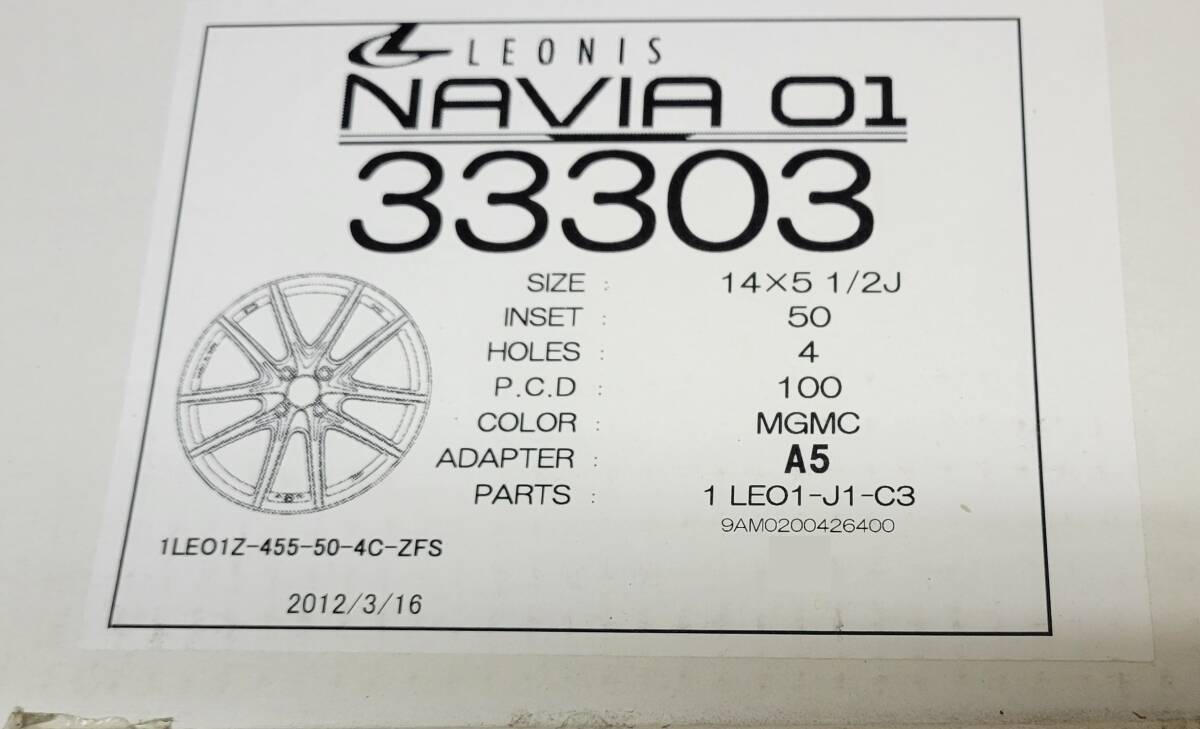 LEONIS
NAVIA 01
33303
SIZE : 14×5 1/2J
INSET : 50
HOLES : 4
P.C.D : 100
COLOR : MGMC
ADAPTER : A5
PARTS : 1 LEO1-J1-C3
9AM0200426400
1LEO1Z-455-50-4C-ZFS
2012/3/16